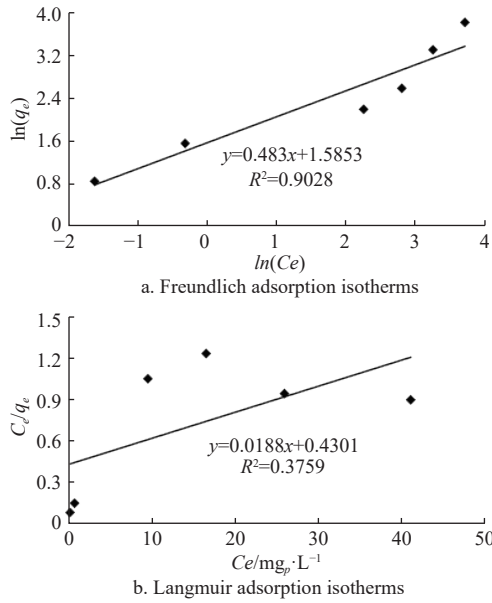 4.0
3.2
2.4
1.6
0.8
0
ln(qe)
y=0.483x+1.5853
R²=0.9028
−2 −1 0 1 2 3 4
ln(Ce)
a. Freundlich adsorption isotherms
1.5
1.2
0.9
0.6
0.3
0
Ce/qe
y=0.0188x+0.4301
R²=0.3759
0 10 20 30 40 50
Ce/mgp·L⁻¹
b. Langmuir adsorption isotherms